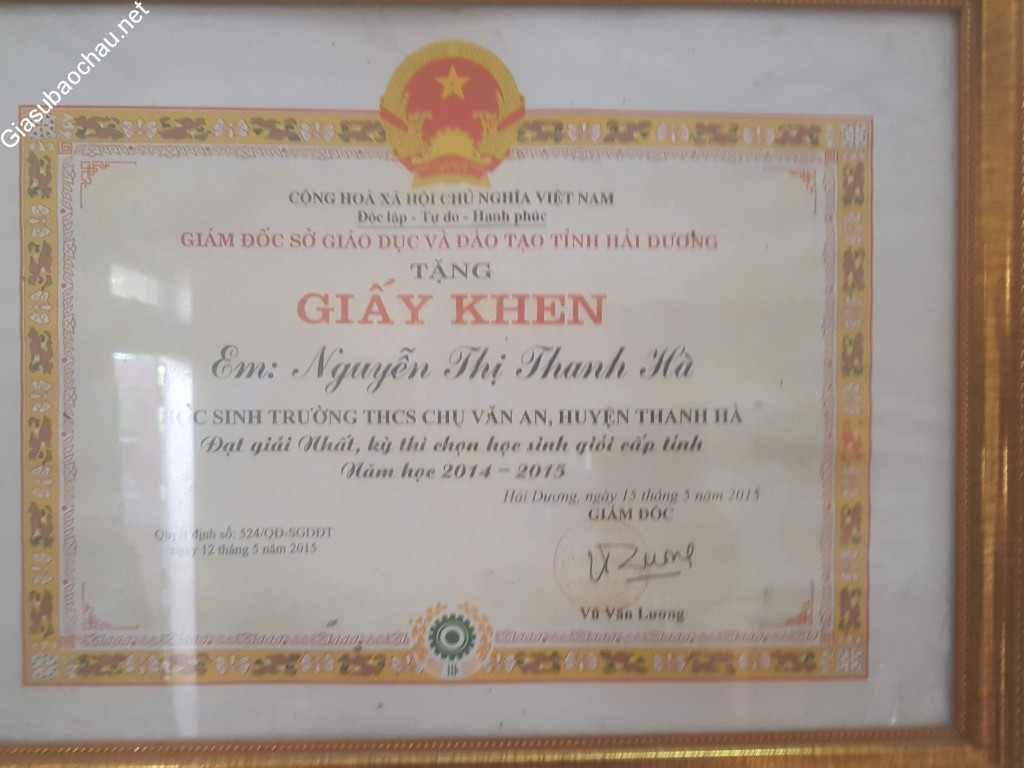 Giasubaochau.net
CỘNG HOÀ XÃ HỘI CHỦ NGHĨA VIỆT NAM
Độc lập - Tự do - Hạnh phúc
GIÁM ĐỐC SỞ GIÁO DỤC VÀ ĐÀO TẠO TỈNH HẢI DƯƠNG
TẶNG
GIẤY KHEN
Em: Nguyễn Thị Thanh Hà
HỌC SINH TRƯỜNG THCS CHU VĂN AN, HUYỆN THANH HÀ
Đạt giải Nhất, kỳ thi chọn học sinh giỏi cấp tỉnh
Năm học 2014 - 2015
Hải Dương, ngày 15 tháng 5 năm 2015
GIÁM ĐỐC
Quyết định số: 524/QĐ-SGDĐT
ngày 12 tháng 5 năm 2015
Vũ Văn Lương